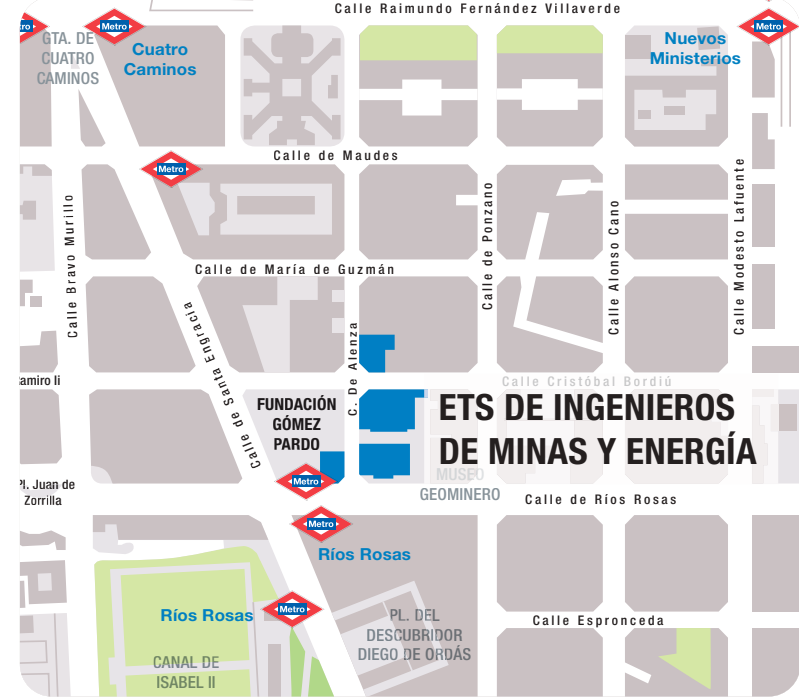 Calle Raimundo Fernández Villaverde
Metro
Metro
GTA. DE
CUATRO
CAMINOS
Cuatro
Caminos
Nuevos
Ministerios
Metro
Calle de Maudes
Metro
Calle Bravo Murillo
Calle de Ponzano
Calle Alonso Cano
Calle Modesto Lafuente
Calle de María de Guzmán
Calle de Santa Engracia
C. De Alenza
Ramiro Ii
Calle Cristóbal Bordiú
FUNDACIÓN
GÓMEZ
PARDO
ETS DE INGENIEROS
DE MINAS Y ENERGÍA
MUSEO
GEOMINERO
Pl. Juan de
Zorrilla
Metro
Calle de Ríos Rosas
Metro
Ríos Rosas
Ríos Rosas
Metro
PL. DEL
DESCUBRIDOR
DIEGO DE ORDÁS
Calle Espronceda
CANAL DE
ISABEL II